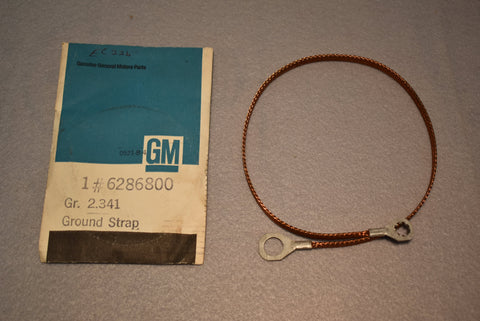 Genuine General Motors Parts
GM
1#6286800
Gr. 2.341
Ground Strap